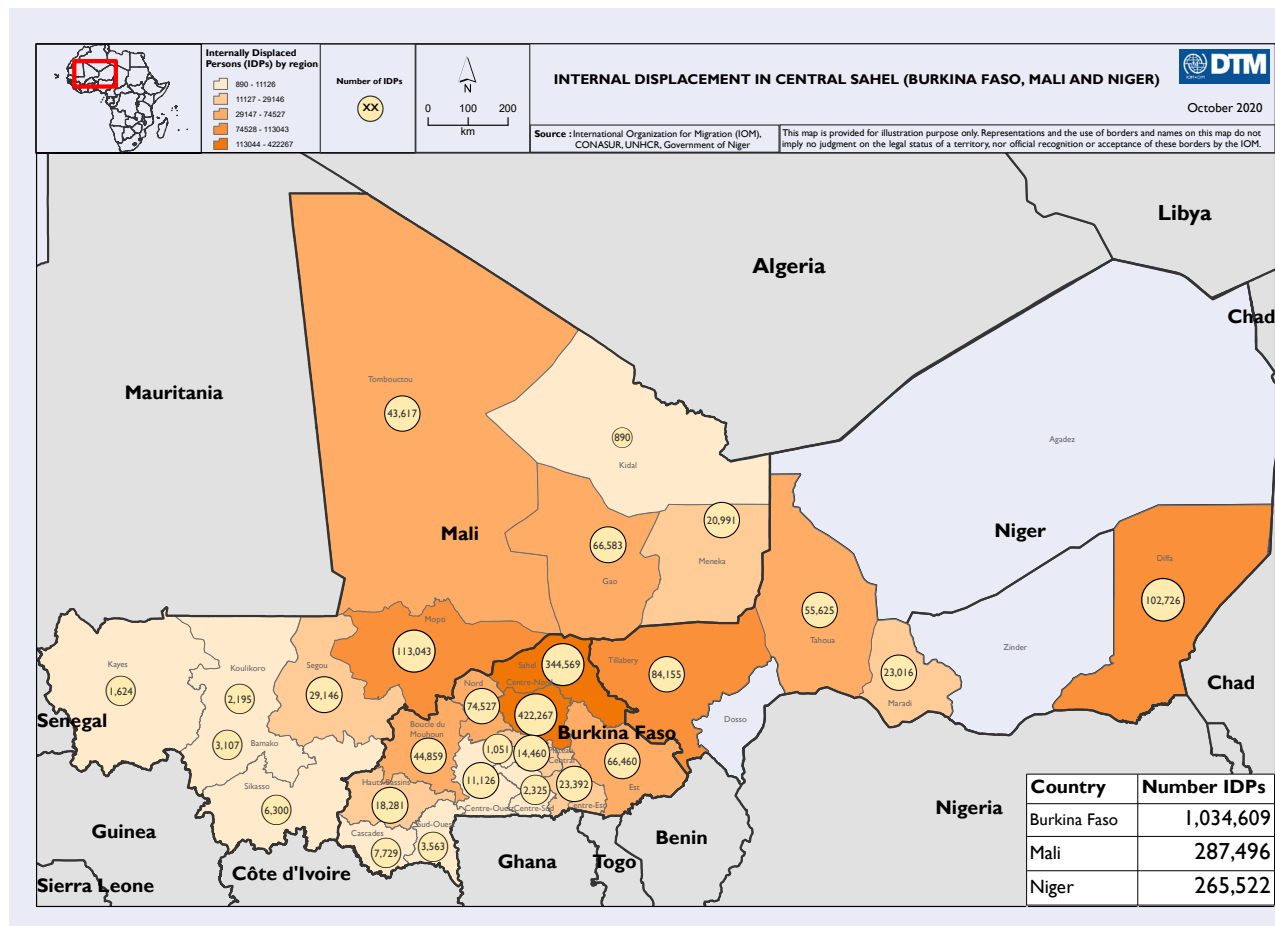 Internally Displaced
Persons (IDPs) by region
890 - 11126
11127 - 29146
29147 - 74527
74528 - 113043
113044 - 422267
Number of IDPs
XX
N
0 100 200
km
INTERNAL DISPLACEMENT IN CENTRAL SAHEL (BURKINA FASO, MALI AND NIGER)
DTM
October 2020
Source : International Organization for Migration (IOM),
CONASUR, UNHCR, Government of Niger
This map is provided for illustration purpose only. Representations and the use of borders and names on this map do not
imply no judgment on the legal status of a territory, nor official recognition or acceptance of these borders by the IOM.
Libya
Algeria
Chad
Mauritania
Tombouctou
43,617
890
Kidal
Agadez
Mali
20,991
Niger
66,583
Meneka
Gao
Diffa
102,726
55,625
Tahoua
Mopti
113,043
Kayes
1,624
Koulikoro
2,195
Segou
29,146
Sahel
344,569
Tillabery
84,155
Zinder
23,016
Maradi
Chad
Senegal
Nord
74,527
Centre-Nord
422,267
Burkina Faso
Dosso
3,107
Bamako
Boucle du
Mouhoun
44,859
1,051
14,460
Plateau
Central
66,460
Est
Sikasso
6,300
Hauts-Bassins
18,281
11,126
Centre-Ouest
2,325
Centre-Sud
23,392
Centre-Est
Guinea
Cascades
7,729
Sud-Ouest
3,563
Nigeria
Benin
Sierra Leone
Côte d'Ivoire
Ghana
Togo
Country Number IDPs
Burkina Faso 1,034,609
Mali 287,496
Niger 265,522